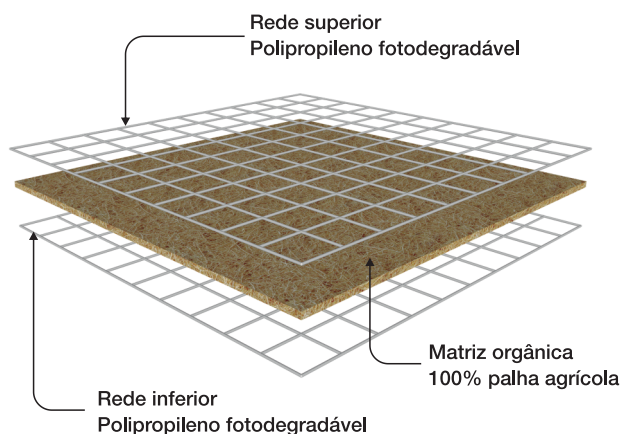 Rede superior
Polipropileno fotodegradável
Matriz orgânica
100% palha agrícola
Rede inferior
Polipropileno fotodegradável